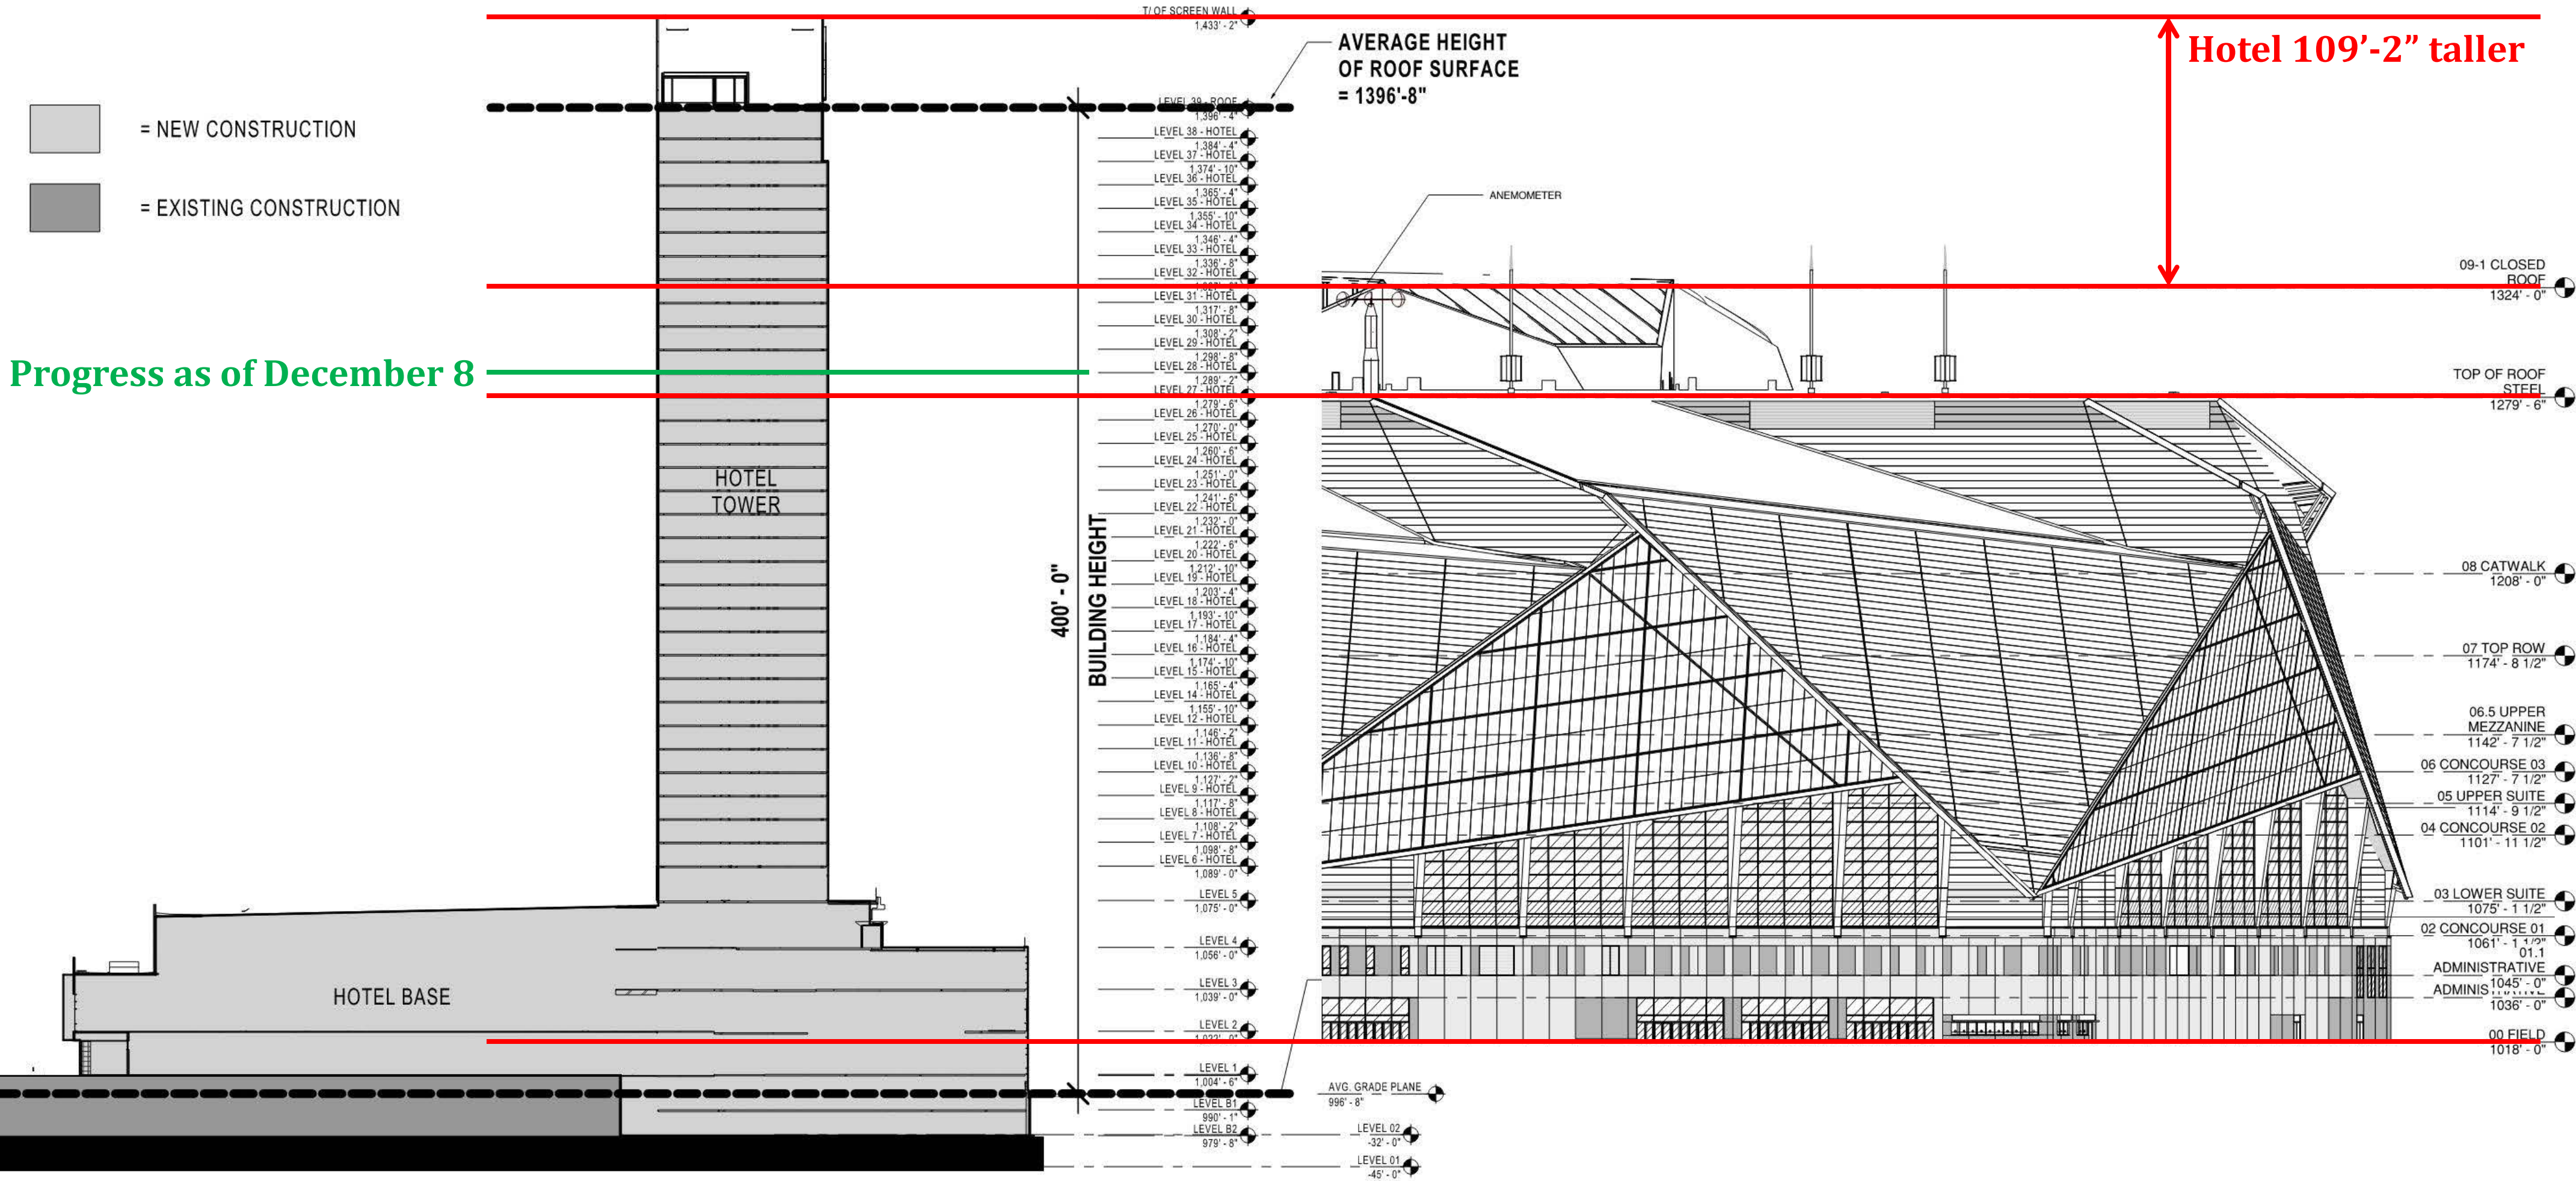 T/ OF SCREEN WALL
1,433' - 2"
Hotel 109’-2” taller
AVERAGE HEIGHT
OF ROOF SURFACE
= 1396'-8"
= NEW CONSTRUCTION
= EXISTING CONSTRUCTION
Progress as of December 8
HOTEL
TOWER
HOTEL BASE
400' - 0"
BUILDING HEIGHT
LEVEL 39 - ROOF
1,396' - 4"
LEVEL 38 - HOTEL
1,384' - 4"
LEVEL 37 - HOTEL
1,374' - 10"
LEVEL 36 - HOTEL
1,365' - 4"
LEVEL 35 - HOTEL
1,355' - 10"
LEVEL 34 - HOTEL
1,346' - 4"
LEVEL 33 - HOTEL
1,336' - 8"
LEVEL 32 - HOTEL
LEVEL 31 - HOTEL
1,317' - 8"
LEVEL 30 - HOTEL
1,308' - 2"
LEVEL 29 - HOTEL
1,298' - 8"
LEVEL 28 - HOTEL
1,289' - 2"
LEVEL 27 - HOTEL
1,279' - 6"
LEVEL 26 - HOTEL
1,270' - 0"
LEVEL 25 - HOTEL
1,260' - 6"
LEVEL 24 - HOTEL
1,251' - 0"
LEVEL 23 - HOTEL
1,241' - 6"
LEVEL 22 - HOTEL
1,232' - 0"
LEVEL 21 - HOTEL
1,222' - 6"
LEVEL 20 - HOTEL
1,212' - 10"
LEVEL 19 - HOTEL
1,203' - 4"
LEVEL 18 - HOTEL
1,193' - 10"
LEVEL 17 - HOTEL
1,184' - 4"
LEVEL 16 - HOTEL
1,174' - 10"
LEVEL 15 - HOTEL
1,165' - 4"
LEVEL 14 - HOTEL
1,155' - 10"
LEVEL 12 - HOTEL
1,146' - 2"
LEVEL 11 - HOTEL
1,136' - 8"
LEVEL 10 - HOTEL
1,127' - 2"
LEVEL 9 - HOTEL
1,117' - 8"
LEVEL 8 - HOTEL
1,108' - 2"
LEVEL 7 - HOTEL
1,098' - 8"
LEVEL 6 - HOTEL
1,089' - 0"
LEVEL 5
1,075' - 0"
LEVEL 4
1,056' - 0"
LEVEL 3
1,039' - 0"
LEVEL 2
LEVEL 1
1,004' - 6"
LEVEL B1
990' - 1"
LEVEL B2
979' - 8"
AVG. GRADE PLANE
996' - 8"
LEVEL 02
-32' - 0"
LEVEL 01
-45' - 0"
ANEMOMETER
09-1 CLOSED
ROOF
1324' - 0"
TOP OF ROOF
STEEL
1279' - 6"
08 CATWALK
1208' - 0"
07 TOP ROW
1174' - 8 1/2"
06.5 UPPER
MEZZANINE
1142' - 7 1/2"
06 CONCOURSE 03
1127' - 7 1/2"
05 UPPER SUITE
1114' - 9 1/2"
04 CONCOURSE 02
1101' - 11 1/2"
03 LOWER SUITE
1075' - 1 1/2"
02 CONCOURSE 01
1061' - 1 1/2"
01.1
ADMINISTRATIVE
1045' - 0"
1036' - 0"
00 FIELD
1018' - 0"